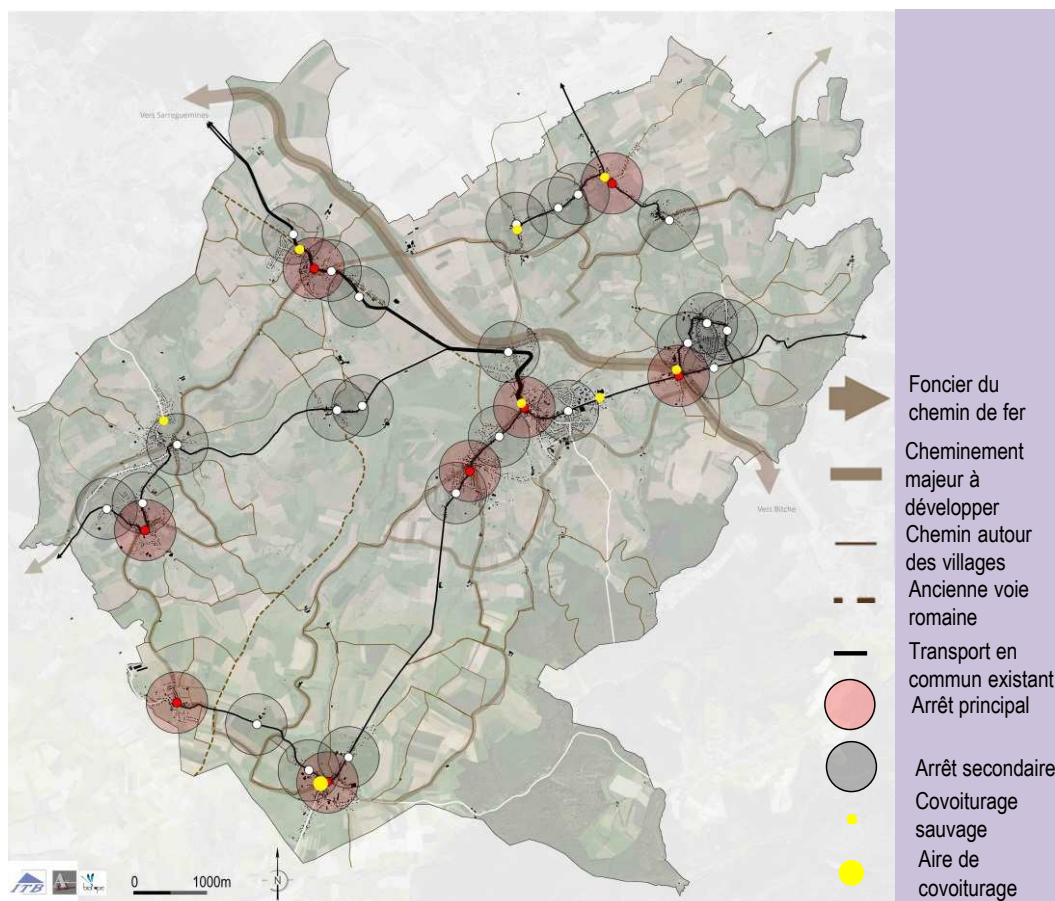 Vers Sarreguemines
Vers Bitche
Foncier du
chemin de fer
Cheminement
majeur à
développer
Chemin autour
des villages
Ancienne voie
romaine
Transport en
commun existant
Arrêt principal
Arrêt secondaire
Covoiturage
sauvage
Aire de
covoiturage
ITB
biotope
0 1000m
N